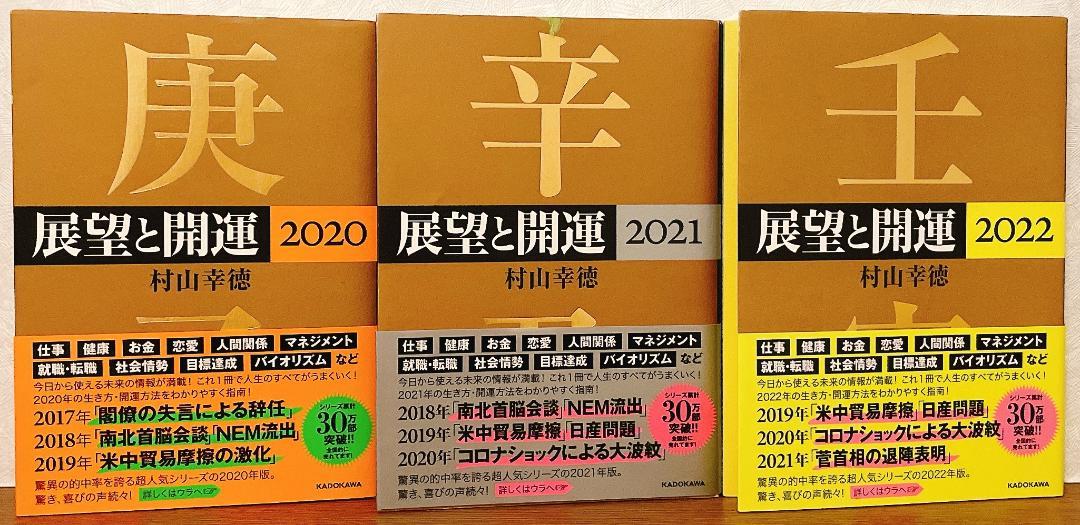 庚
展望と開運 2020
村山幸徳
仕事 健康 お金 恋愛 人間関係 マネジメント
就職・転職 社会情勢 目標達成 バイオリズム など
今日から使える未来の情報が満載！これ1冊で人生のすべてがうまくいく！
2020年の生き方・開運方法をわかりやすく指南！
2017年「閣僚の失言による辞任」
2018年「南北首脳会談」「NEM流出」
2019年「米中貿易摩擦の激化」
シリーズ累計
30万部
突破!!
全国的に
売れてます！
驚異の的中率を誇る超人気シリーズの2020年版。
驚き、喜びの声続々！ 詳しくはウラへ☞
KADOKAWA
辛
展望と開運 2021
村山幸徳
仕事 健康 お金 恋愛 人間関係 マネジメント
就職・転職 社会情勢 目標達成 バイオリズム など
今日から使える未来の情報が満載！これ1冊で人生のすべてがうまくいく！
2021年の生き方・開運方法をわかりやすく指南！
2018年「南北首脳会談」「NEM流出」
2019年「米中貿易摩擦」「日産問題」
2020年「コロナショックによる大波紋」
シリーズ累計
30万部
突破!!
全国的に
売れてます！
驚異の的中率を誇る超人気シリーズの2021年版。
驚き、喜びの声続々！ 詳しくはウラへ☞
KADOKAWA
壬
展望と開運 2022
村山幸徳
仕事 健康 お金 恋愛 人間関係 マネジメント
就職・転職 社会情勢 目標達成 バイオリズム など
今日から使える未来の情報が満載！これ1冊で人生のすべてがうまくいく！
2022年の生き方・開運方法をわかりやすく指南！
2019年「米中貿易摩擦」「日産問題」
2020年「コロナショックによる大波紋」
2021年「菅首相の退陣表明」
シリーズ累計
30万部
突破!!
全国的に
売れてます！
驚異の的中率を誇る超人気シリーズの2022年版。
驚き、喜びの声続々！ 詳しくはウラへ☞
KADOKAWA